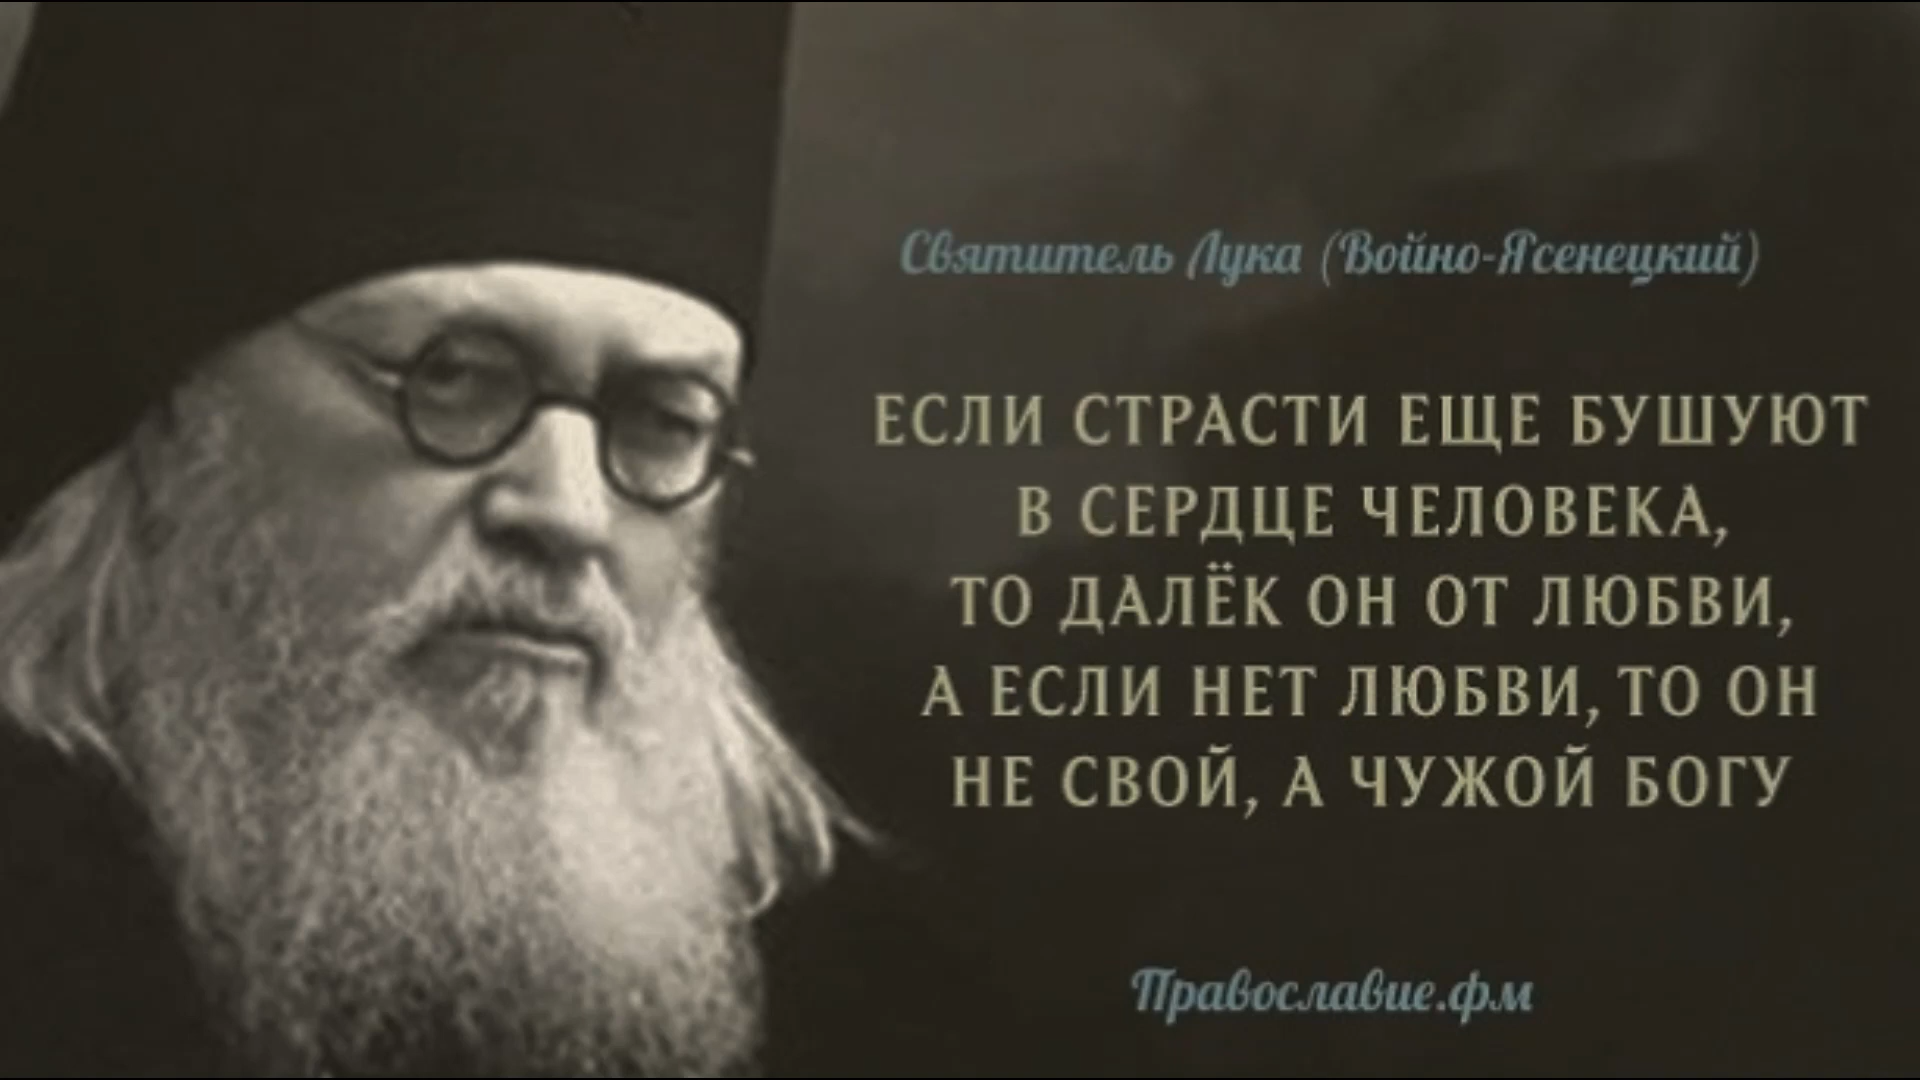 Святитель Лука (Войно-Ясенецкий)
ЕСЛИ СТРАСТИ ЕЩЕ БУШУЮТ
В СЕРДЦЕ ЧЕЛОВЕКА,
ТО ДАЛЁК ОН ОТ ЛЮБВИ,
А ЕСЛИ НЕТ ЛЮБВИ, ТО ОН
НЕ СВОЙ, А ЧУЖОЙ БОГУ
Православие.фм